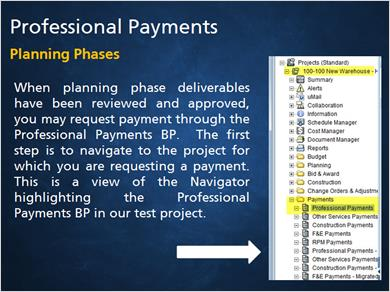 Professional Payments
Planning Phases
When planning phase deliverables
have been reviewed and approved,
you may request payment through the
Professional Payments BP. The first
step is to navigate to the project for
which you are requesting a payment.
This is a view of the Navigator
highlighting the Professional
Payments BP in our test project.
Projects (Standard)
100-100 New Warehouse -
Summary
Alerts
uMail
Collaboration
Information
Schedule Manager
Cost Manager
Document Manager
Reports
Budget
Planning
Bid & Award
Construction
Change Orders & Adjustme
Payments
Professional Payments
Other Services Payments
Construction Payments
F&E Payments
RPM Payments
Professional Payments -
Other Services Payments
Construction Payments -
F&E Payments - Migrated